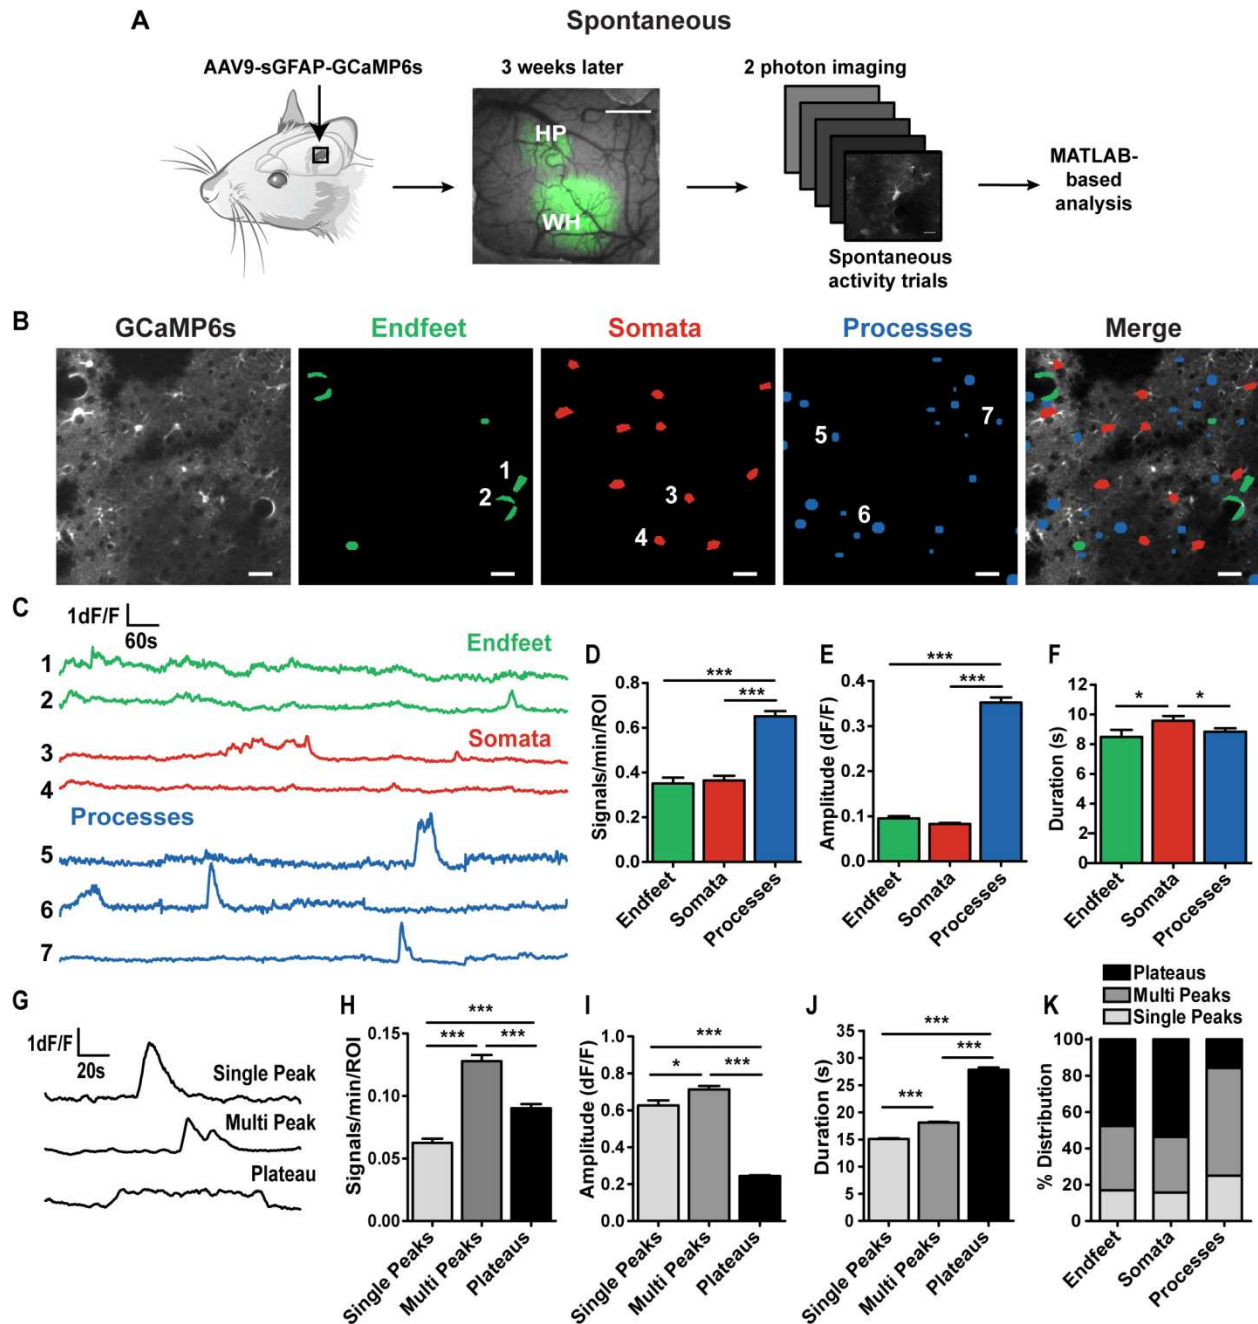 A
Spontaneous
AAV9-sGFAP-GCaMP6s
3 weeks later
2 photon imaging
HP
WH
MATLAB-
based
analysis
Spontaneous
activity trials
B
GCaMP6s
Endfeet
Somata
Processes
Merge
1
2
3
4
5
6
7
C
1dF/F
60s
Endfeet
1
2
Somata
3
4
Processes
5
6
7
D
***
***
Signals/min/ROI
0.8
0.6
0.4
0.2
0.0
Endfeet
Somata
Processes
E
***
***
Amplitude (dF/F)
0.4
0.3
0.2
0.1
0.0
Endfeet
Somata
Processes
F
*
*
Duration (s)
12
10
8
6
4
2
0
Endfeet
Somata
Processes
G
1dF/F
20s
Single Peak
Multi Peak
Plateau
H
***
***
***
Signals/min/ROI
0.15
0.10
0.05
0.00
Single Peaks
Multi Peaks
Plateaus
I
***
*
***
Amplitude (dF/F)
1.0
0.8
0.6
0.4
0.2
0.0
Single Peaks
Multi Peaks
Plateaus
J
***
***
***
Duration (s)
35
30
25
20
15
10
5
0
Single Peaks
Multi Peaks
Plateaus
K
Plateaus
Multi Peaks
Single Peaks
% Distribution
100
80
60
40
20
0
Endfeet
Somata
Processes